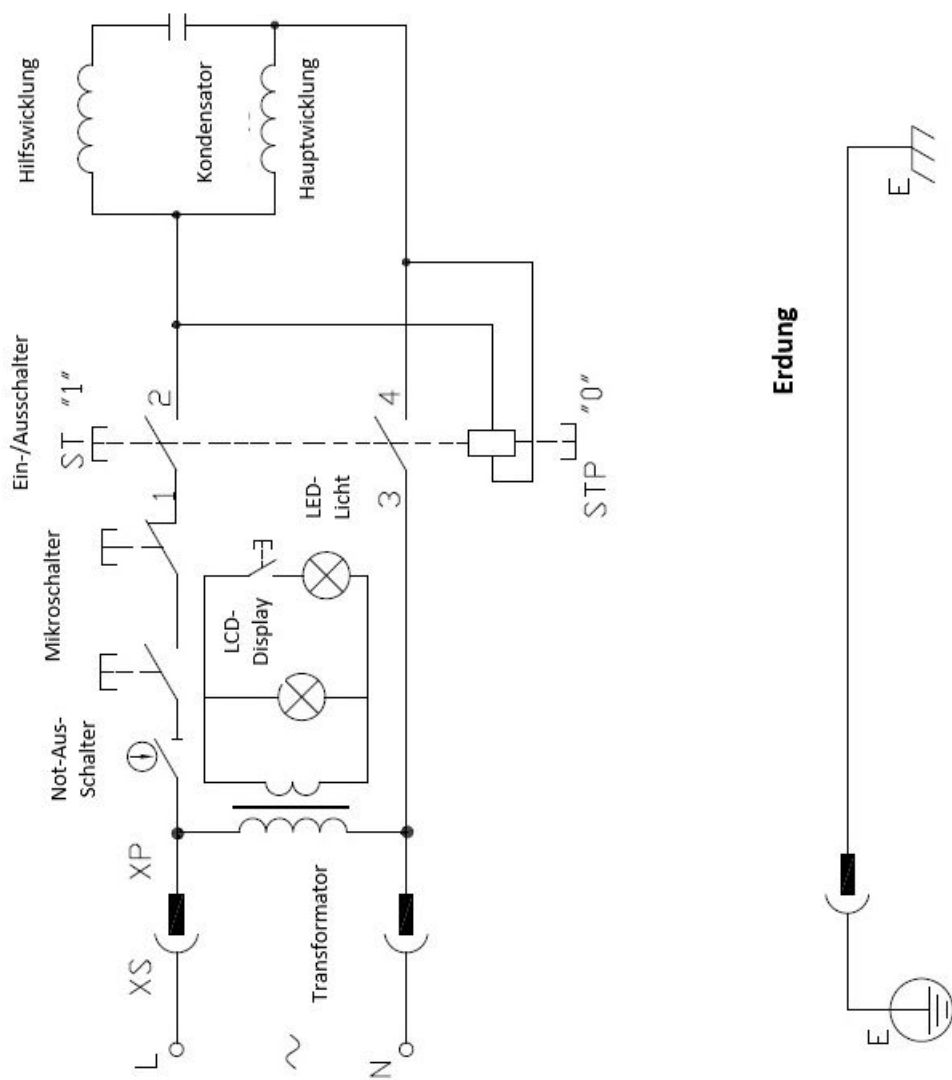 Hilfswicklung
Kondensator
Hauptwicklung
Ein-/Ausschalter
ST "1"
2
1
4
3
STP "0"
Mikroschalter
LCD-
Display
LED-
Licht
Not-Aus-
Schalter
XP
XS
Transformator
L
~
N
Erdung
E
E